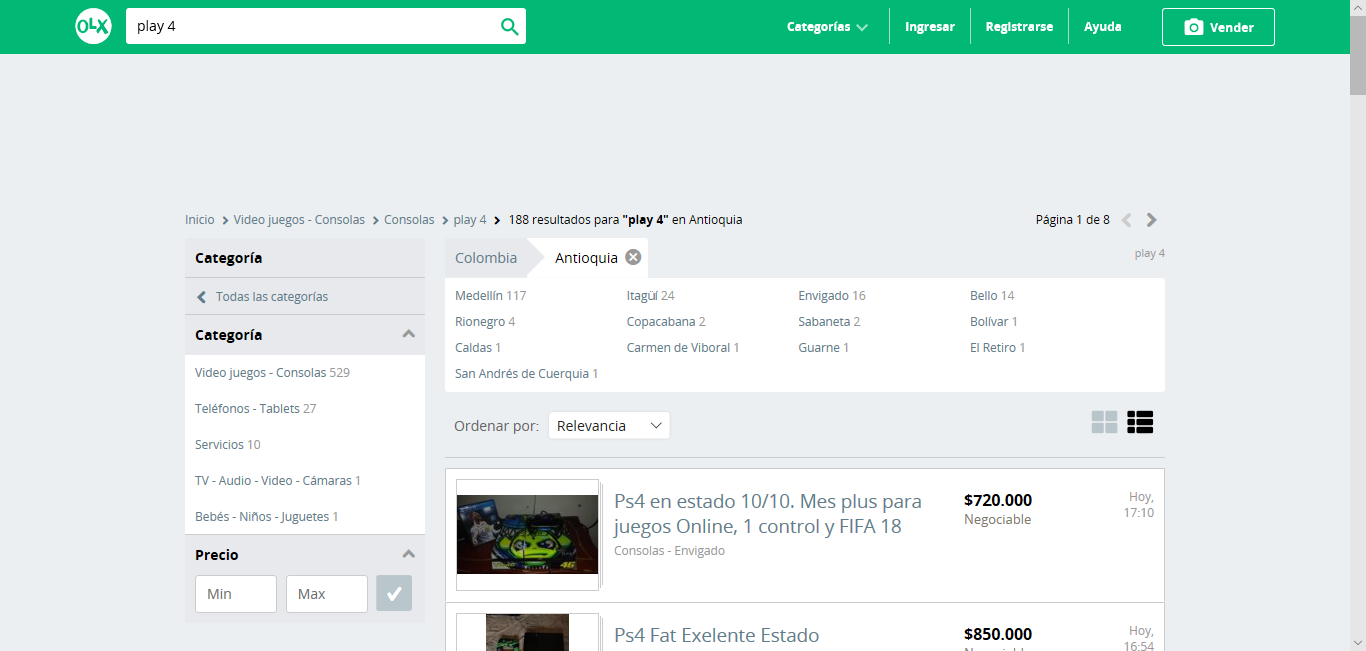 OLX
play 4
Categorías
Ingresar
Registrarse
Ayuda
Vender
Inicio > Video juegos - Consolas > Consolas > play 4 > 188 resultados para "play 4" en Antioquia
Página 1 de 8
Categoría
Todas las categorías
Categoría
Video juegos - Consolas 529
Teléfonos - Tablets 27
Servicios 10
TV - Audio - Video - Cámaras 1
Bebés - Niños - Juguetes 1
Precio
Min
Max
Colombia
Antioquia
play 4
Medellín 117
Itagüí 24
Envigado 16
Bello 14
Rionegro 4
Copacabana 2
Sabaneta 2
Bolívar 1
Caldas 1
Carmen de Viboral 1
Guarne 1
El Retiro 1
San Andrés de Cuerquia 1
Ordenar por:
Relevancia
Ps4 en estado 10/10. Mes plus para
juegos Online, 1 control y FIFA 18
Consolas - Envigado
$720.000
Negociable
Hoy,
17:10
Ps4 Fat Exelente Estado
$850.000
Negociable
Hoy,
16:54